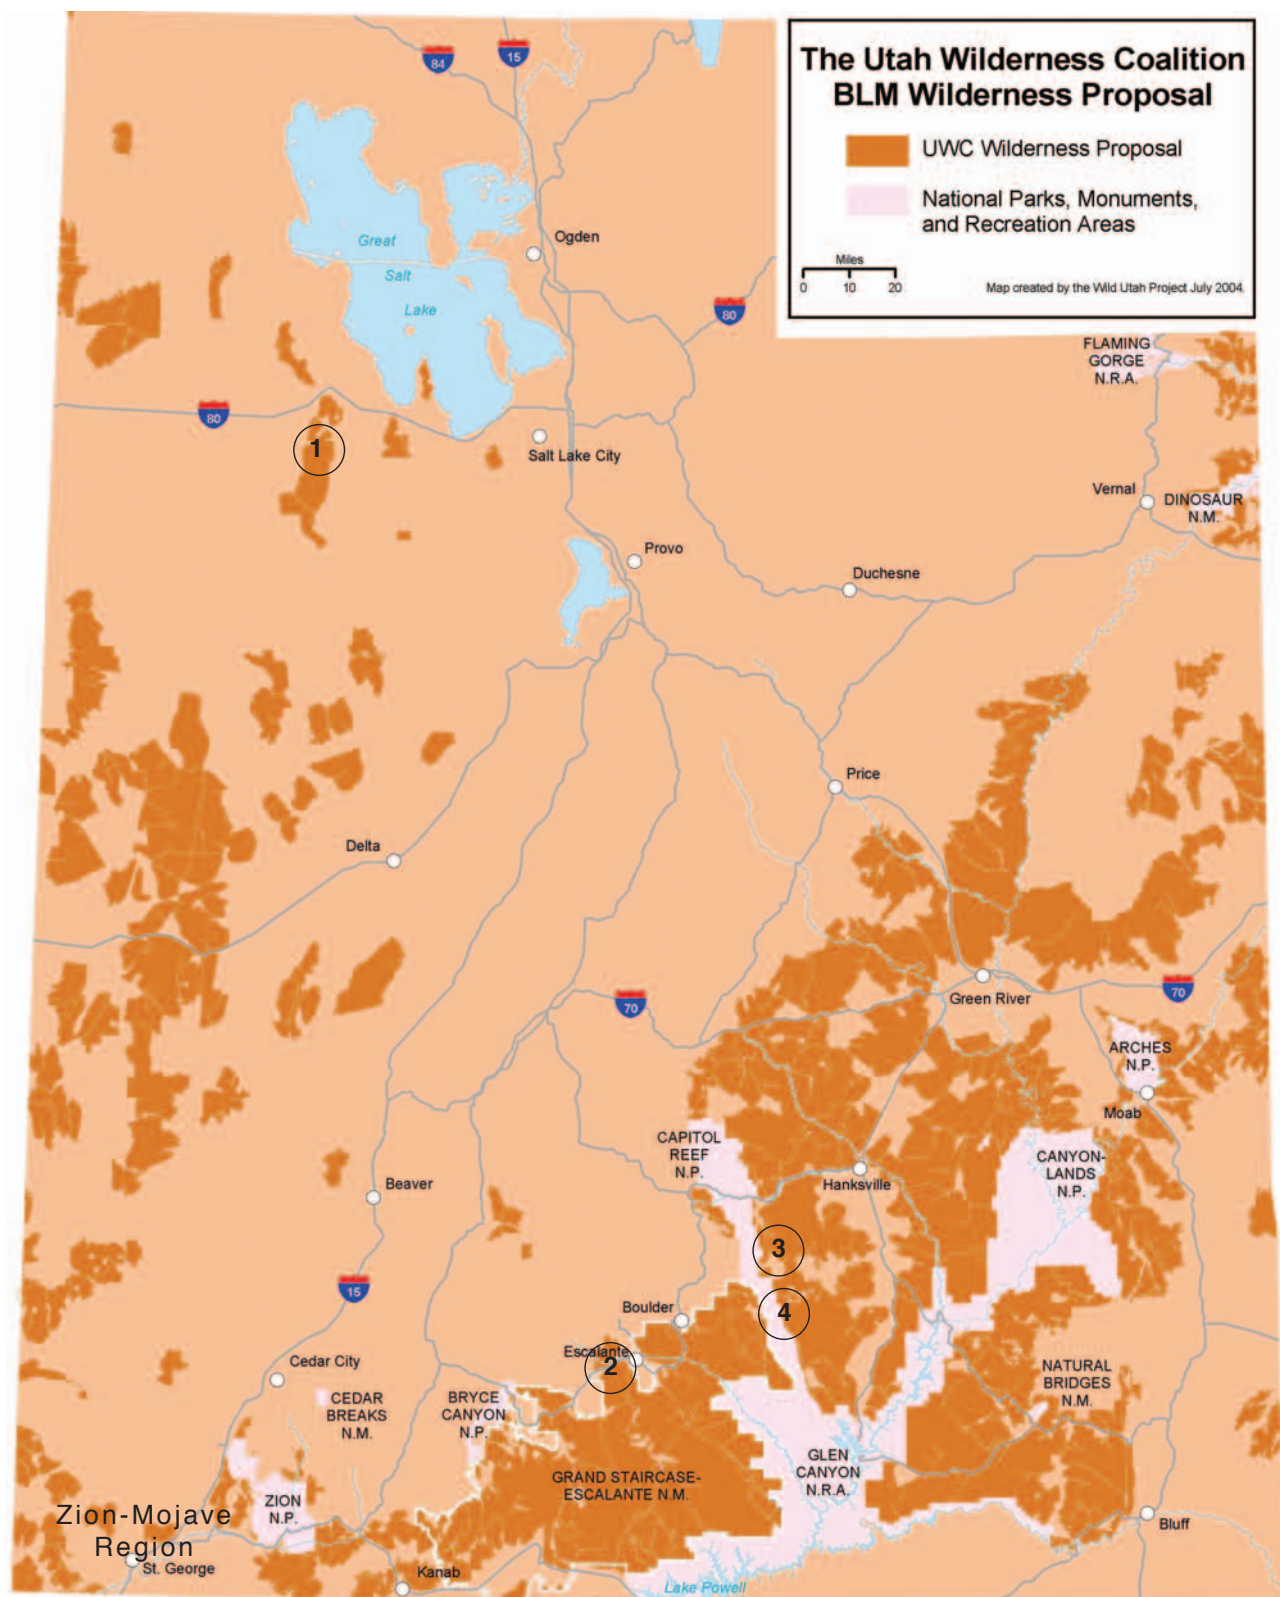 The Utah Wilderness Coalition
BLM Wilderness Proposal
UWC Wilderness Proposal
National Parks, Monuments,
and Recreation Areas
Miles
0 10 20
Map created by the Wild Utah Project July 2004.
84
15
Great
Salt
Lake
Ogden
80
FLAMING
GORGE
N.R.A.
80
1
Salt Lake City
Vernal
DINOSAUR
N.M.
Provo
Duchesne
Price
Delta
Green River
70
70
ARCHES
N.P.
Moab
CAPITOL
REEF
N.P.
CANYON-
LANDS
N.P.
Hanksville
Beaver
3
15
Boulder
4
Escalante
2
Cedar City
CEDAR
BREAKS
N.M.
BRYCE
CANYON
N.P.
NATURAL
BRIDGES
N.M.
GLEN
CANYON
N.R.A.
GRAND STAIRCASE-
ESCALANTE N.M.
ZION
N.P.
Zion-Mojave
Region
St. George
Bluff
Kanab
Lake Powell